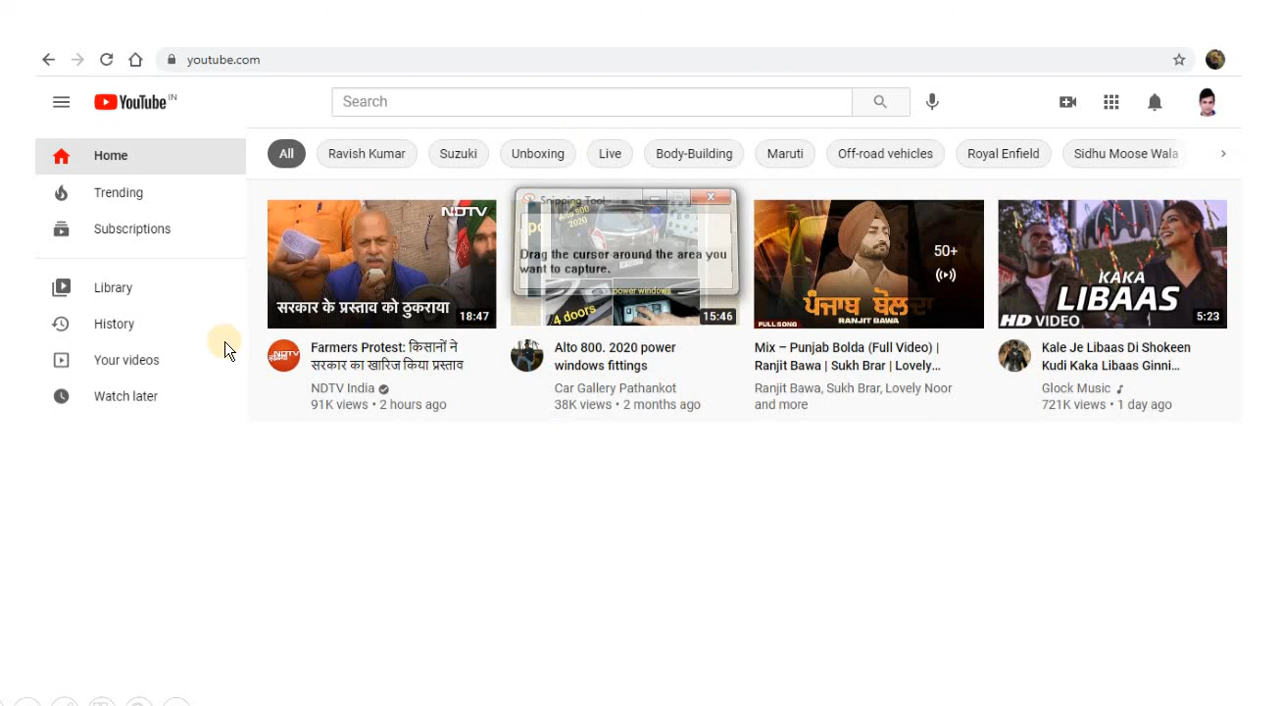 youtube.com
YouTube IN
Search
Home
Trending
Subscriptions
Library
History
Your videos
Watch later
All
Ravish Kumar
Suzuki
Unboxing
Live
Body-Building
Maruti
Off-road vehicles
Royal Enfield
Sidhu Moose Wala
NDTV
सरकार के प्रस्ताव को ठुकराया
18:47
Farmers Protest: किसानों ने
सरकार का खारिज किया प्रस्ताव
NDTV India
91K views • 2 hours ago
Snipping Tool
Alto 800
2020
po
Drag the cursor around the area you
want to capture.
power windows
4 doors
15:46
Alto 800. 2020 power
windows fittings
Car Gallery Pathankot
38K views • 2 months ago
50+
ਪੰਜਾਬ ਬੋਲਦਾ
FULL SONG
RANJIT BAWA
Mix – Punjab Bolda (Full Video) |
Ranjit Bawa | Sukh Brar | Lovely...
Ranjit Bawa, Sukh Brar, Lovely Noor
and more
KAKA
LIBAAS
HD VIDEO
5:23
Kale Je Libaas Di Shokeen
Kudi Kaka Libaas Ginni...
Glock Music
721K views • 1 day ago